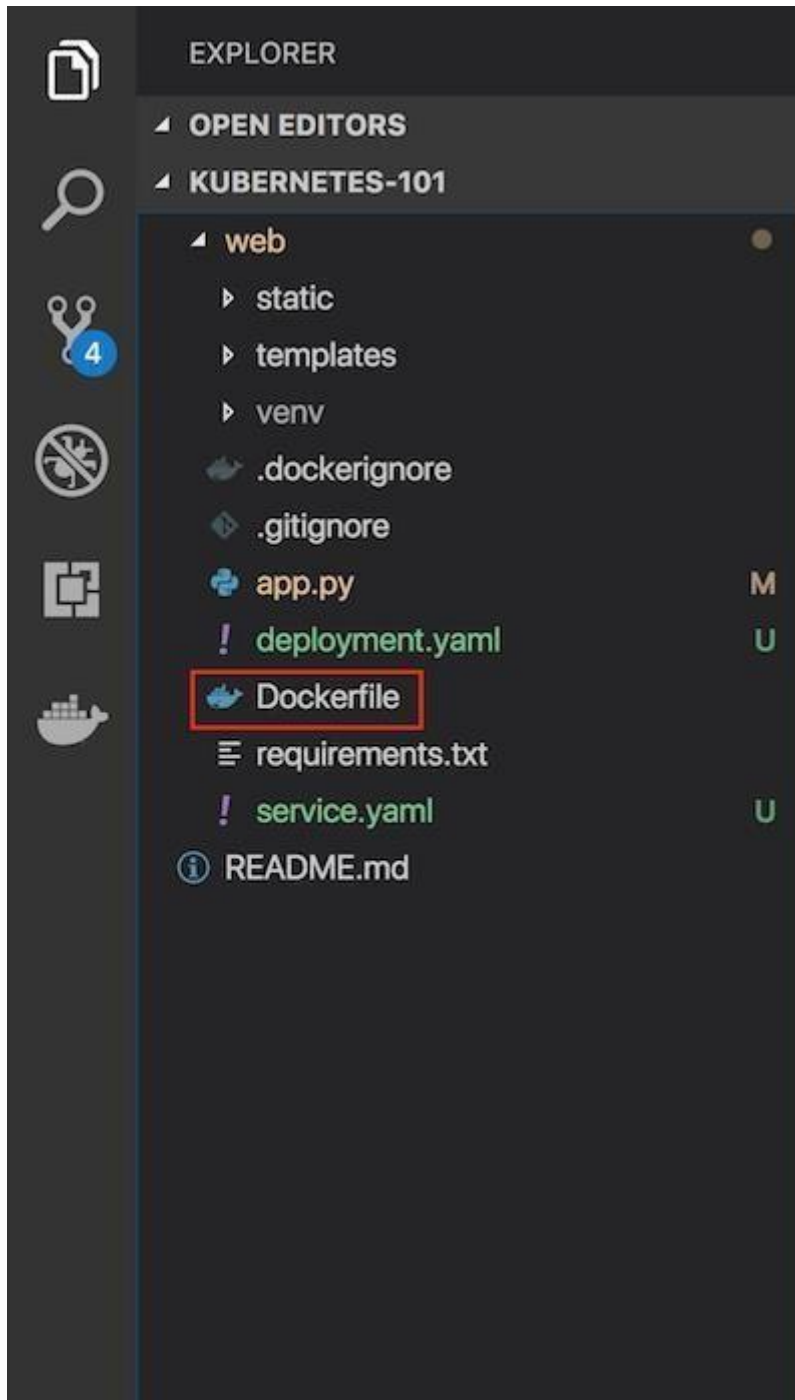 EXPLORER
OPEN EDITORS
KUBERNETES-101
web
static
4
templates
venv
.dockerignore
.gitignore
app.py M
deployment.yaml U
Dockerfile
requirements.txt
service.yaml U
README.md